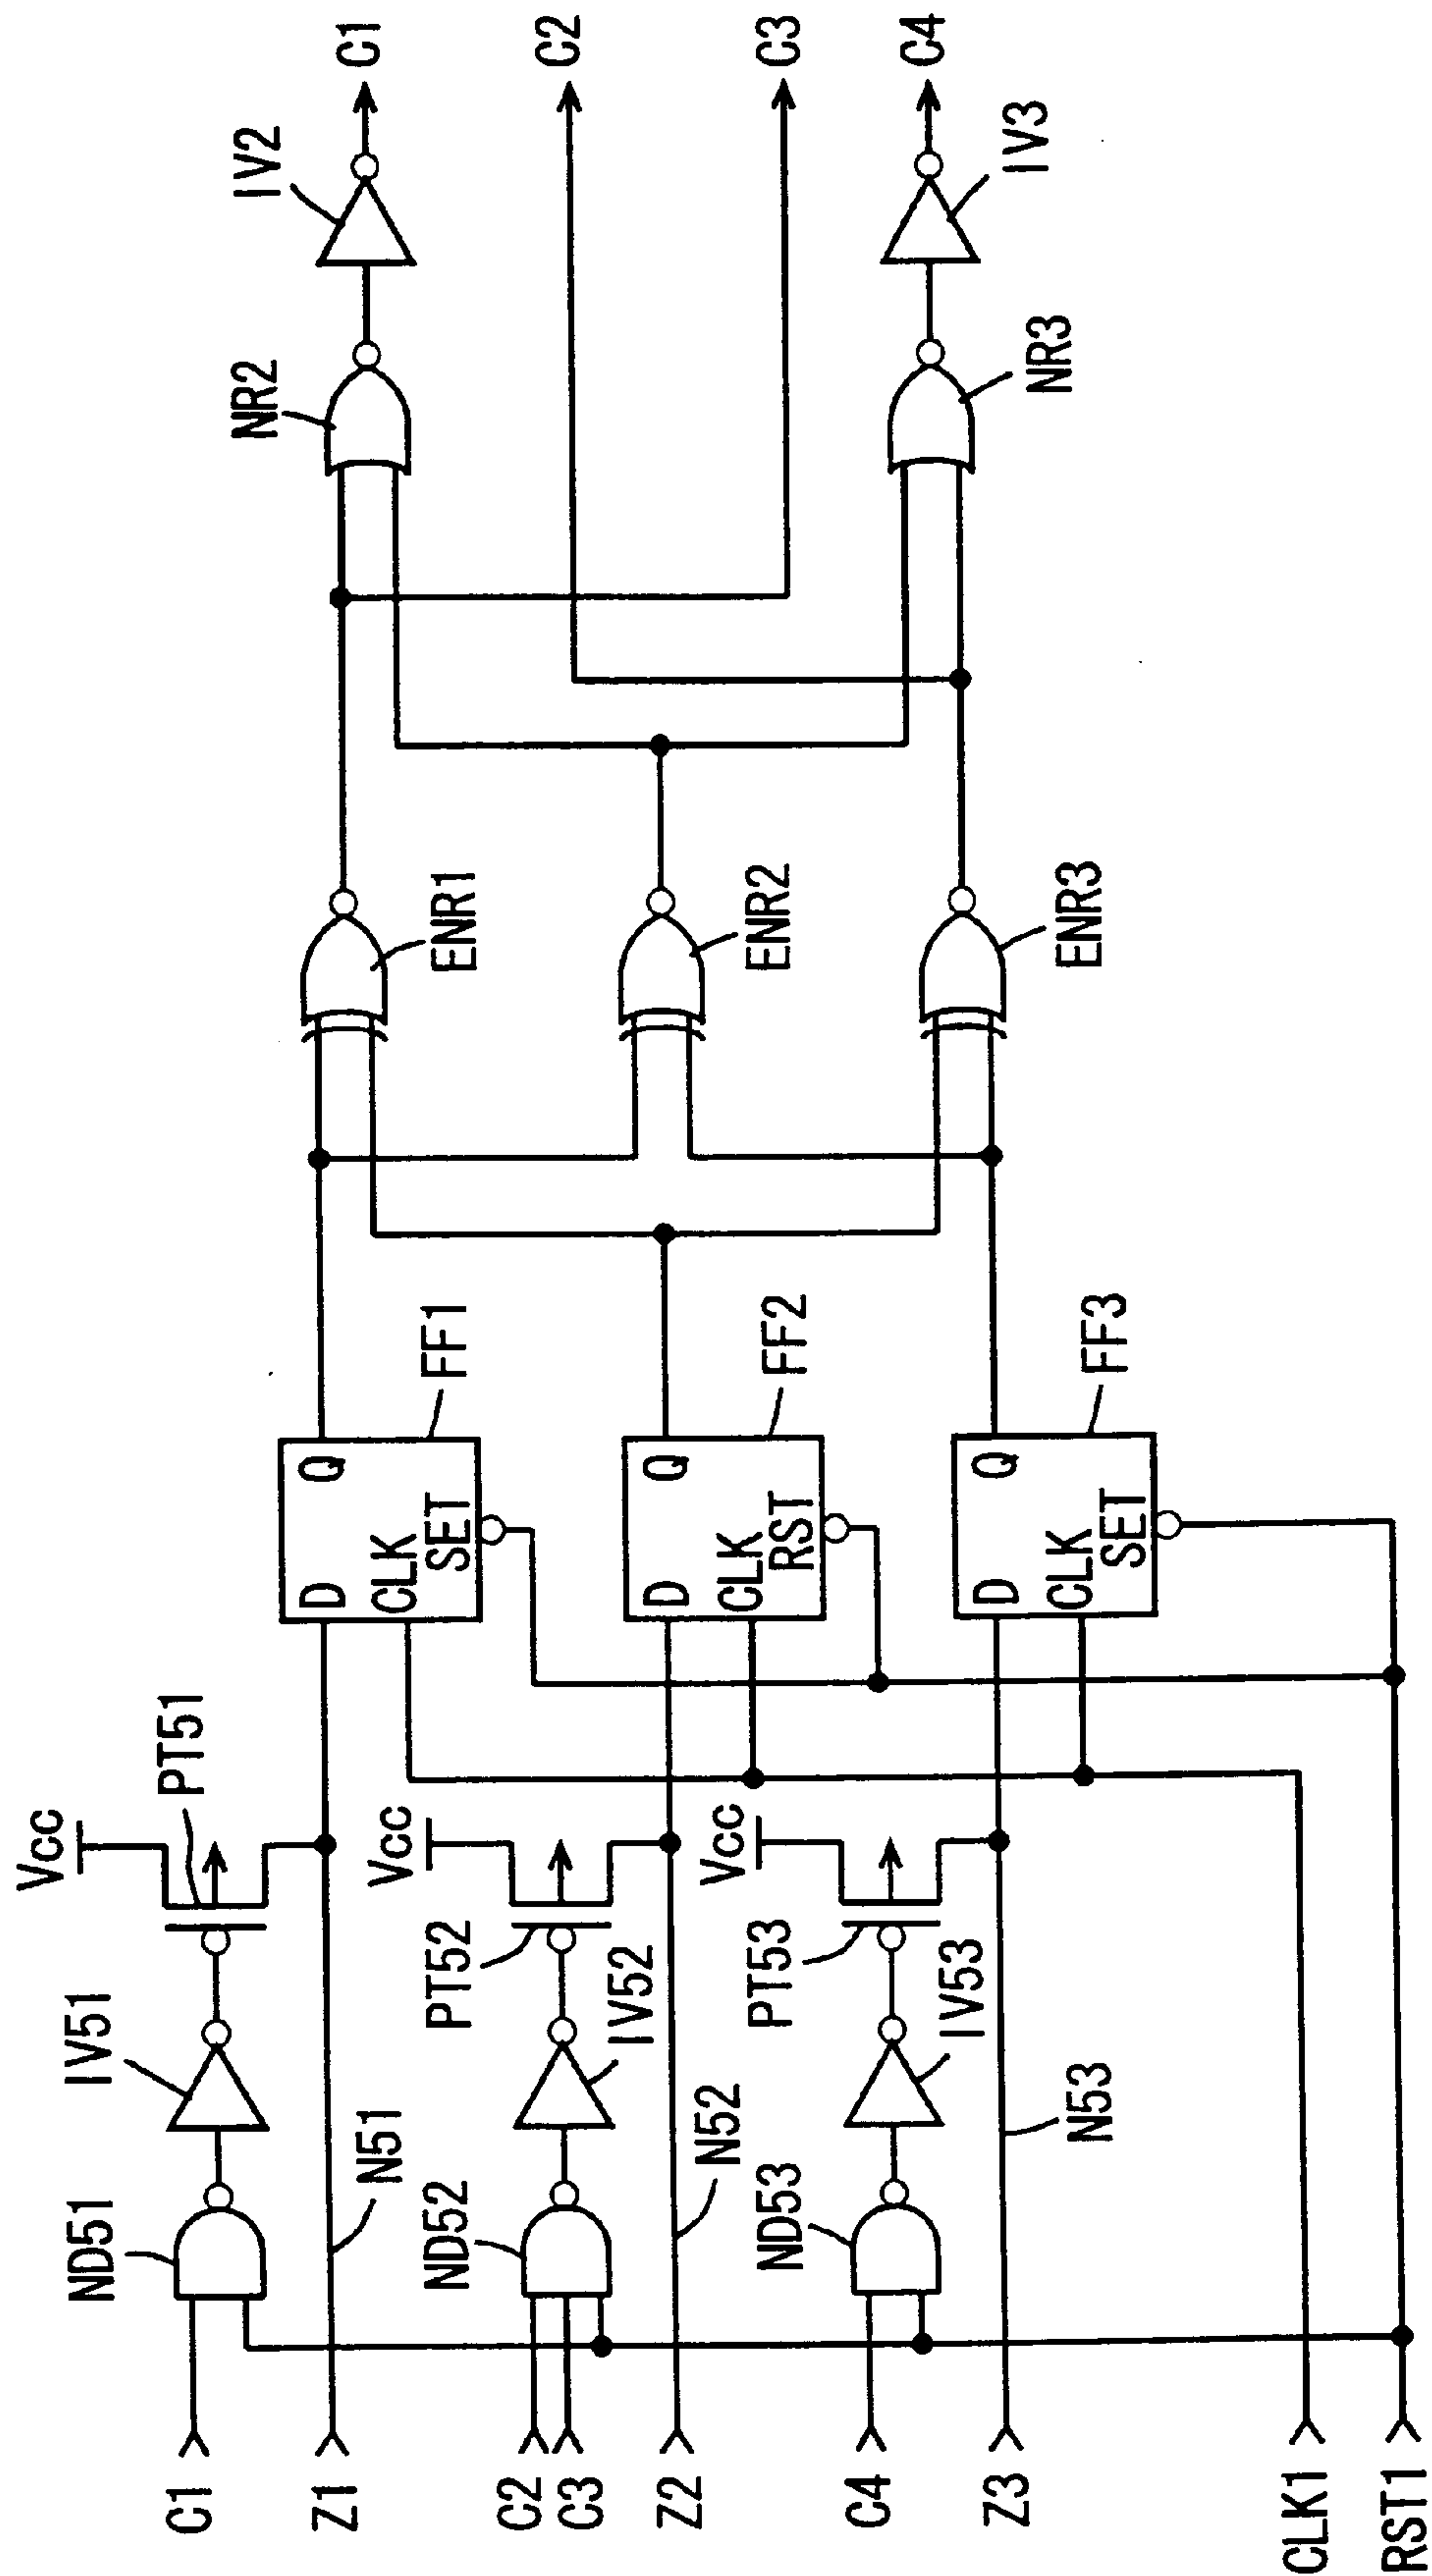 C1
Z1
C2
C3
Z2
C4
Z3
CLK1
RST1
ND51
IV51
Vcc
PT51
N51
ND52
PT52
IV52
Vcc
N52
ND53
PT53
IV53
Vcc
N53
D
Q
CLK
SET
FF1
D
Q
CLK
RST
FF2
D
Q
CLK
SET
FF3
ENR1
ENR2
ENR3
NR2
NR3
IV2
IV3
C1
C2
C3
C4